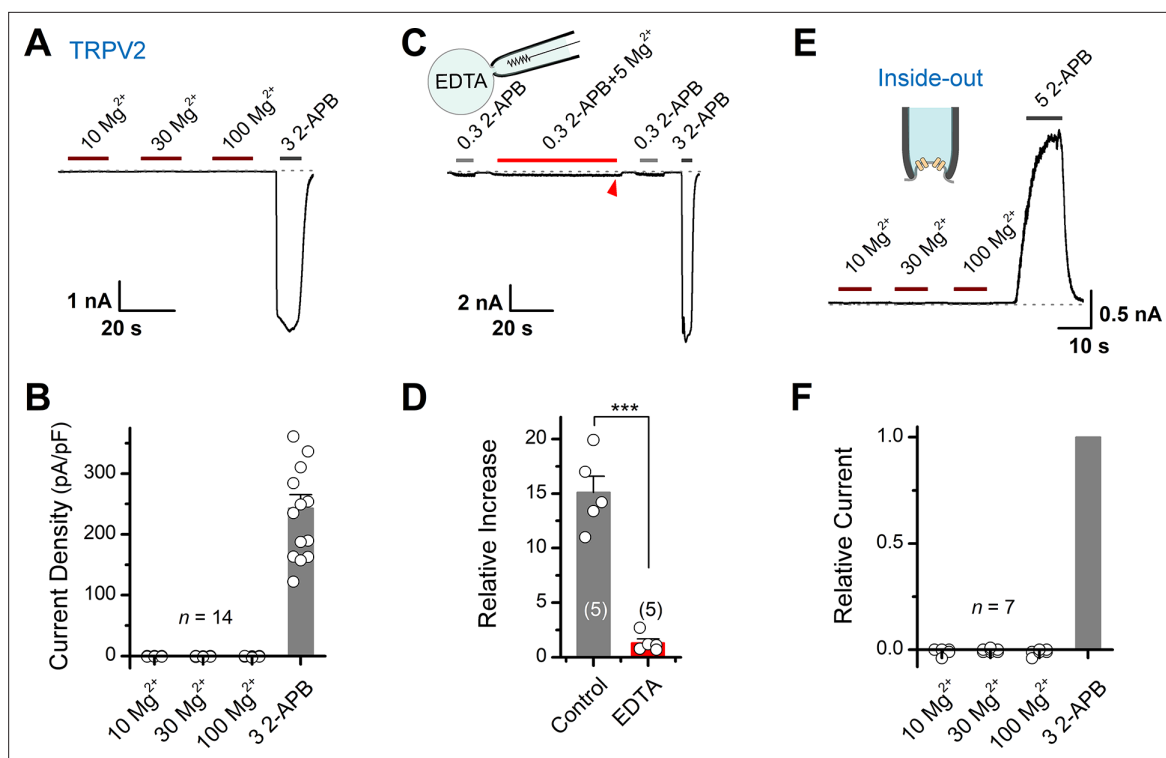 A
TRPV2
10 Mg²⁺
30 Mg²⁺
100 Mg²⁺
3 2-APB
1 nA
20 s
C
EDTA
0.3 2-APB
0.3 2-APB+5 Mg²⁺
0.3 2-APB
3 2-APB
2 nA
20 s
E
Inside-out
5 2-APB
10 Mg²⁺
30 Mg²⁺
100 Mg²⁺
0.5 nA
10 s
B
Current Density (pA/pF)
300
200
100
0
n = 14
10 Mg²⁺
30 Mg²⁺
100 Mg²⁺
3 2-APB
D
Relative Increase
20
15
10
5
0
***
(5)
(5)
Control
EDTA
F
Relative Current
1.0
0.5
0.0
n = 7
10 Mg²⁺
30 Mg²⁺
100 Mg²⁺
3 2-APB